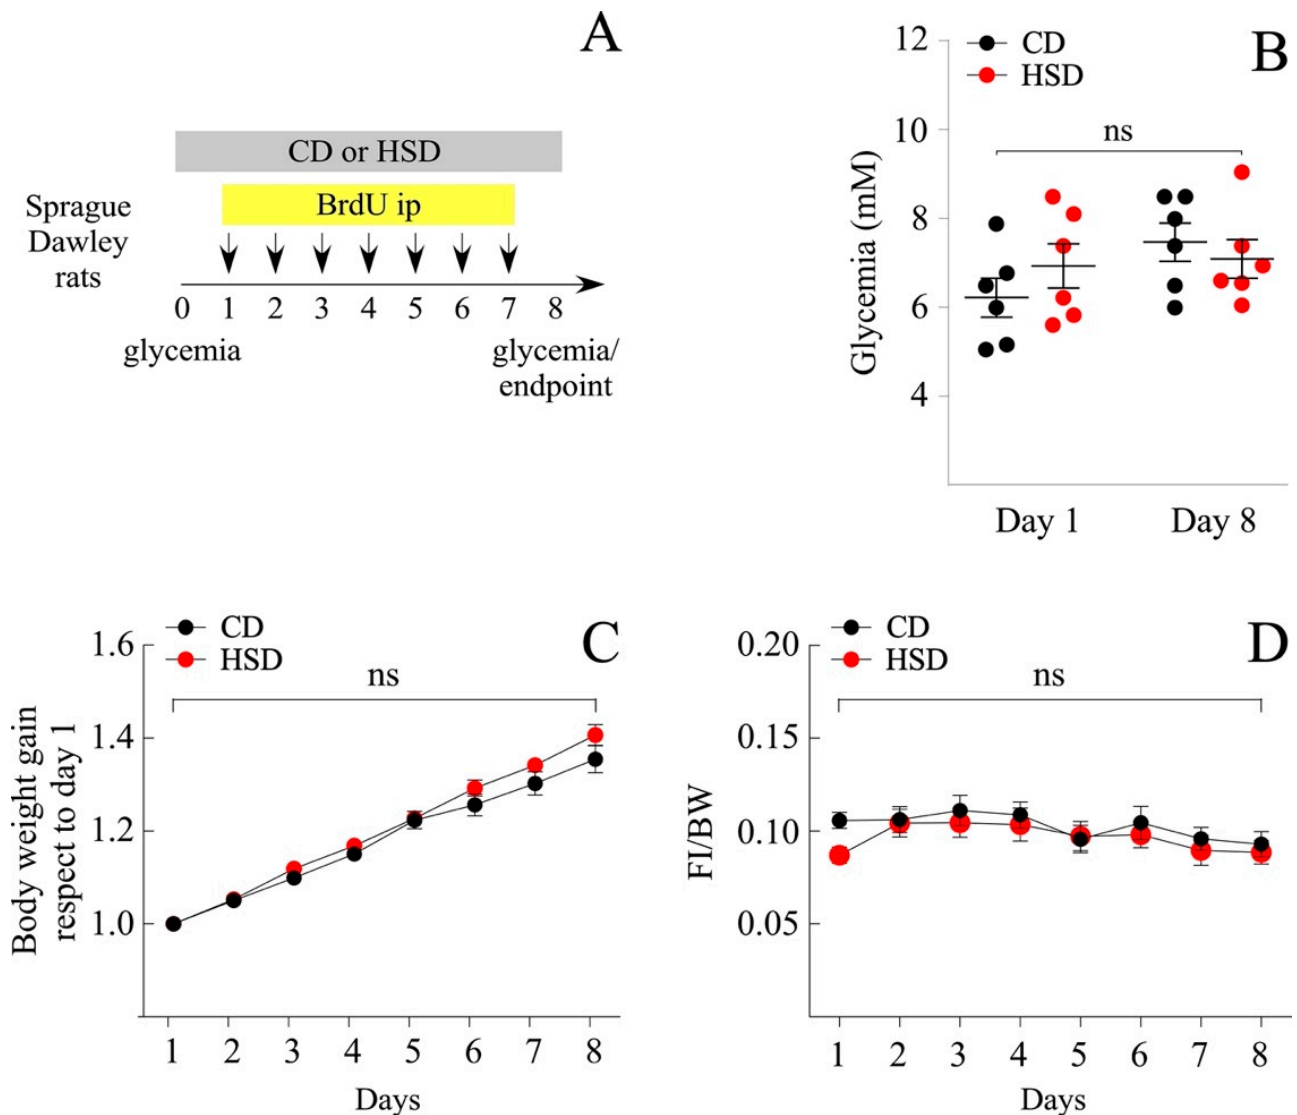 A
CD or HSD
BrdU ip
Sprague
Dawley
rats
0 1 2 3 4 5 6 7 8
glycemia
glycemia/
endpoint
B
CD
HSD
ns
12
10
8
6
4
Glycemia (mM)
Day 1 Day 8
C
CD
HSD
ns
1.6
1.4
1.2
1.0
Body weight gain
respect to day 1
1 2 3 4 5 6 7 8
Days
D
CD
HSD
ns
0.20
0.15
0.10
0.05
FI/BW
1 2 3 4 5 6 7 8
Days